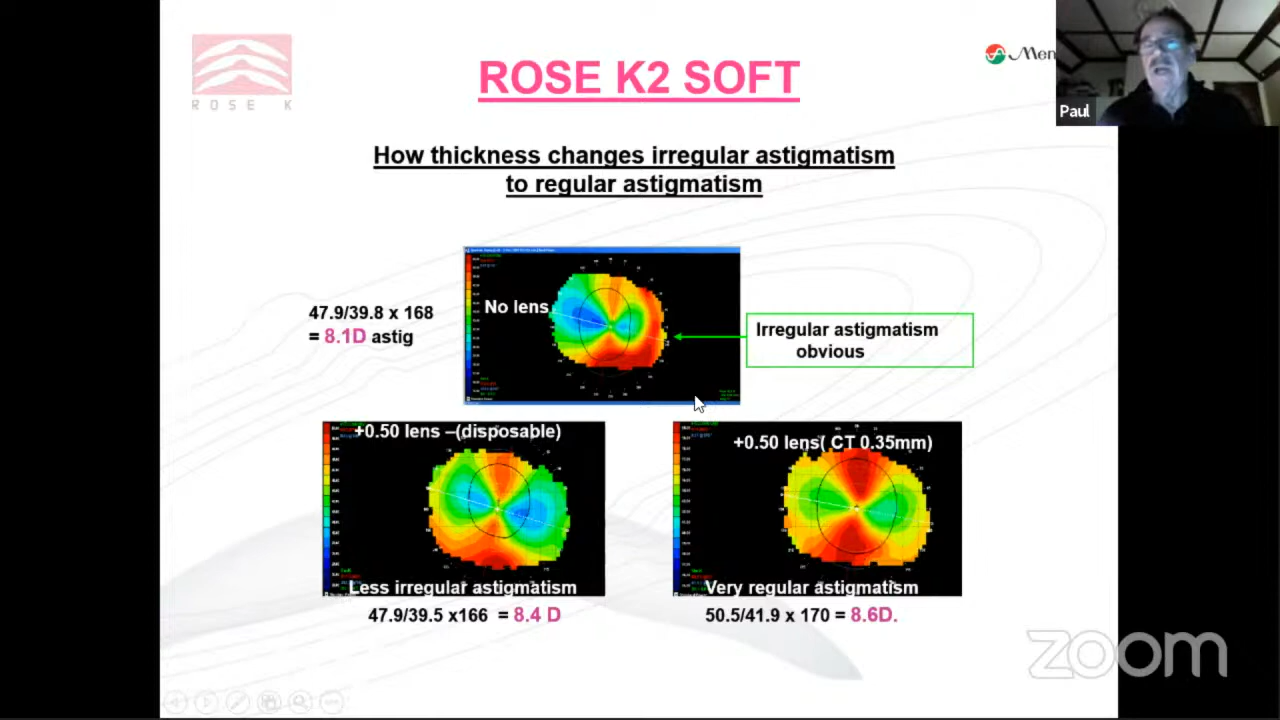 ROSE K
ROSE K2 SOFT
Men
Paul
How thickness changes irregular astigmatism
to regular astigmatism
47.9/39.8 x 168
= 8.1D astig
No lens
Irregular astigmatism
obvious
+0.50 lens –(disposable)
Less irregular astigmatism
47.9/39.5 x166 = 8.4 D
+0.50 lens( CT 0.35mm)
Very regular astigmatism
50.5/41.9 x 170 = 8.6D.
zoom